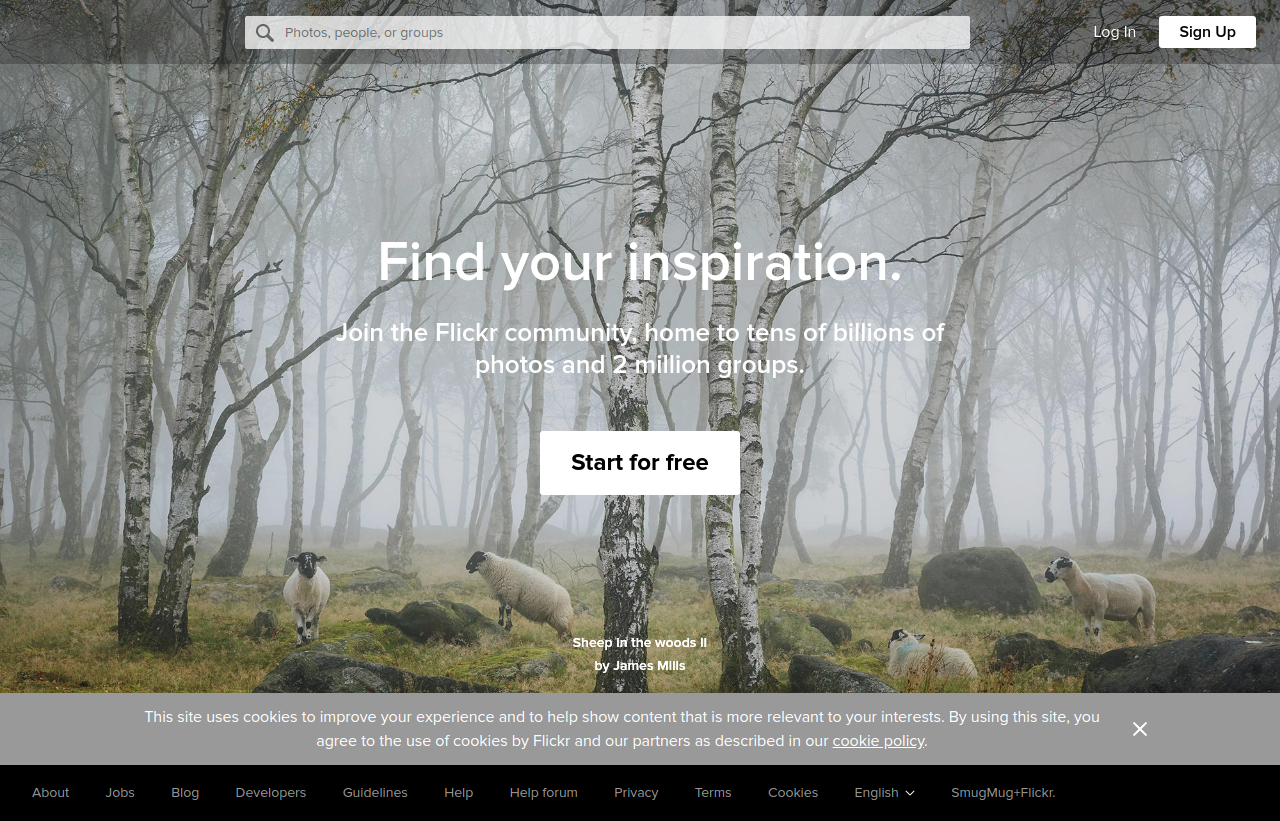 Photos, people, or groups
Log In
Sign Up
Find your inspiration.
Join the Flickr community, home to tens of billions of
photos and 2 million groups.
Start for free
Sheep In the woods II
by James Mills
This site uses cookies to improve your experience and to help show content that is more relevant to your interests. By using this site, you
agree to the use of cookies by Flickr and our partners as described in our cookie policy.
About Jobs Blog Developers Guidelines Help Help forum Privacy Terms Cookies English SmugMug+Flickr.